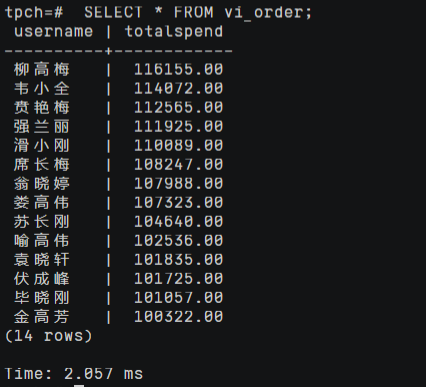 tpch=#  SELECT * FROM vi_order;
 username | totalspend
----------+------------
 柳高梅   |  116155.00
 韦小全   |  114072.00
 贲艳梅   |  112565.00
 强兰丽   |  111925.00
 滑小刚   |  110089.00
 席长梅   |  108247.00
 翁晓婷   |  107988.00
 娄高伟   |  107323.00
 苏长刚   |  104640.00
 喻高伟   |  102536.00
 袁晓轩   |  101835.00
 伏成峰   |  101725.00
 毕晓刚   |  101057.00
 金高芳   |  100322.00
(14 rows)

Time: 2.057 ms